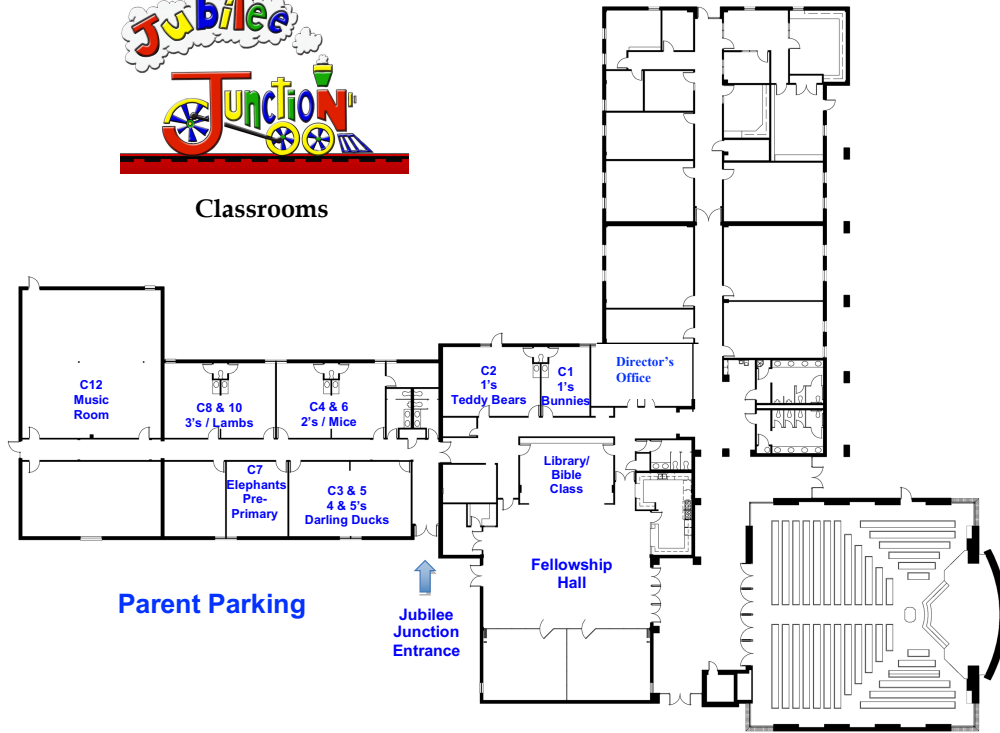 Jubilee
JUNCTION
Classrooms
C12
Music
Room
C8 & 10
3's / Lambs
C4 & 6
2's / Mice
C2
1's
Teddy Bears
C1
1's
Bunnies
Director's
Office
C7
Elephants
Pre-
Primary
C3 & 5
4 & 5's
Darling Ducks
Library/
Bible
Class
Fellowship
Hall
Parent Parking
Jubilee
Junction
Entrance